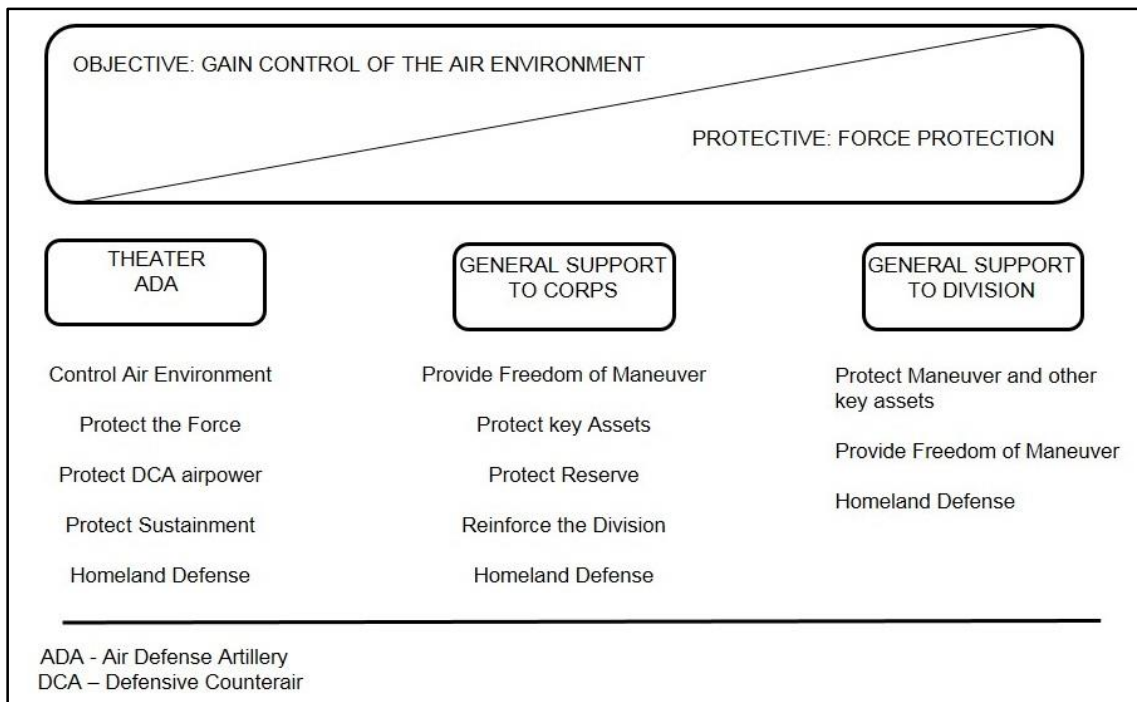 OBJECTIVE: GAIN CONTROL OF THE AIR ENVIRONMENT
PROTECTIVE: FORCE PROTECTION
THEATER
ADA
Control Air Environment
Protect the Force
Protect DCA airpower
Protect Sustainment
Homeland Defense
GENERAL SUPPORT
TO CORPS
Provide Freedom of Maneuver
Protect key Assets
Protect Reserve
Reinforce the Division
Homeland Defense
GENERAL SUPPORT
TO DIVISION
Protect Maneuver and other
key assets
Provide Freedom of Maneuver
Homeland Defense
ADA - Air Defense Artillery
DCA – Defensive Counterair